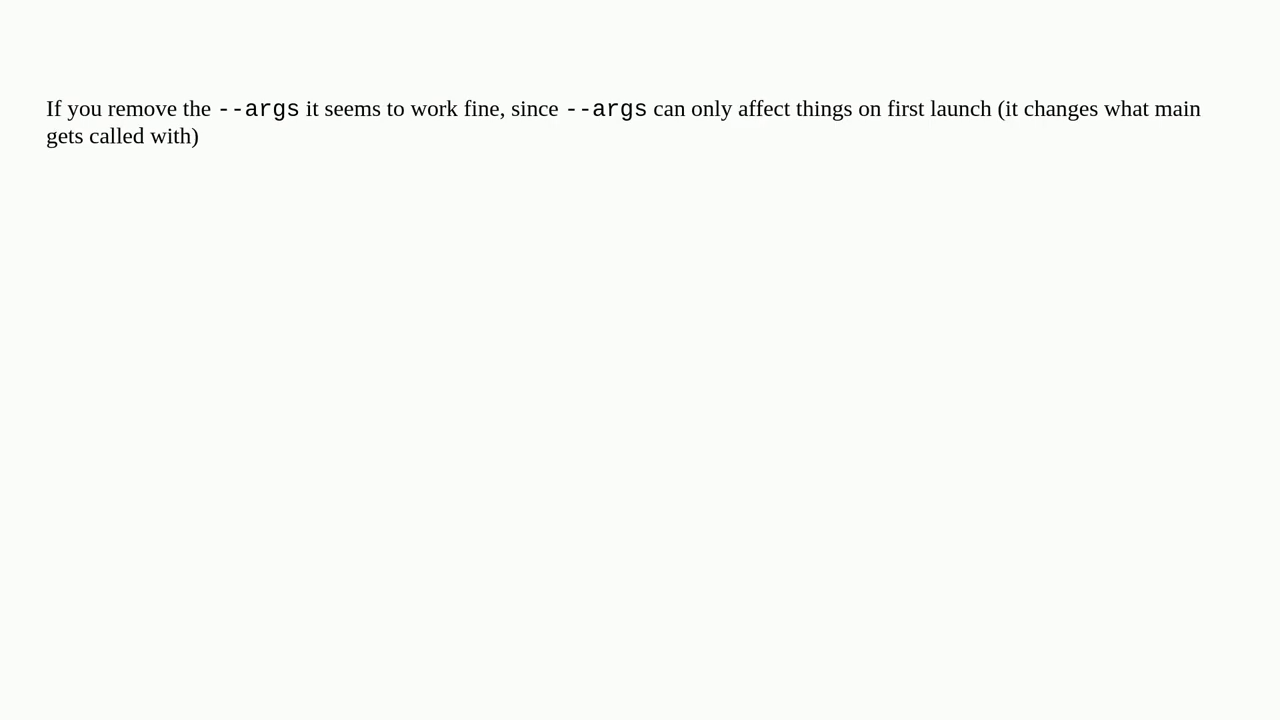 If you remove the --args it seems to work fine, since --args can only affect things on first launch (it changes what main
gets called with)